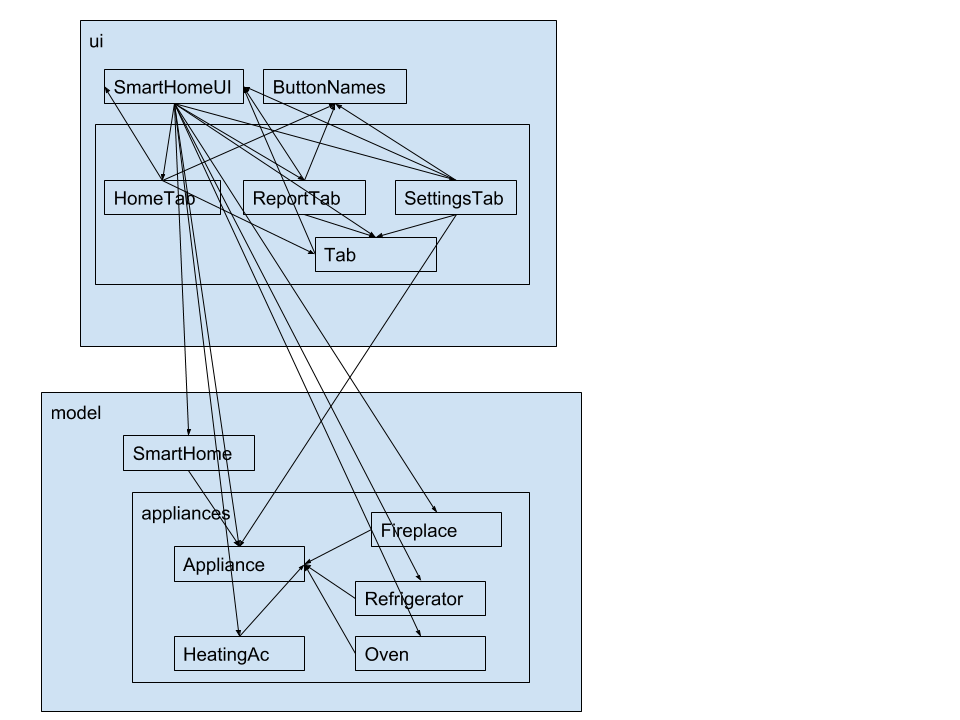 ui
SmartHomeUI
ButtonNames
HomeTab
ReportTab
SettingsTab
Tab
model
SmartHome
appliances
Fireplace
Appliance
Refrigerator
HeatingAc
Oven